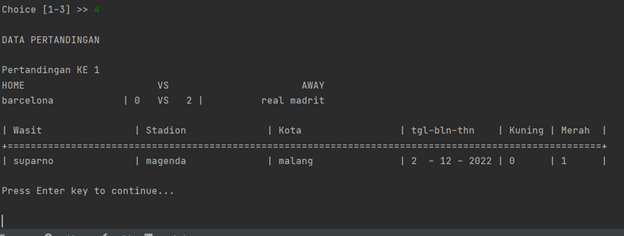 Choice [1-3] >> 4
DATA PERTANDINGAN
Pertandingan KE 1
HOME VS AWAY
barcelona | 0 VS 2 | real madrit
| Wasit | Stadion | Kota | tgl-bln-thn | Kuning | Merah |
+=====================================================================================================+
| suparno | magenda | malang | 2 - 12 - 2022 | 0 | 1 |
Press Enter key to continue...